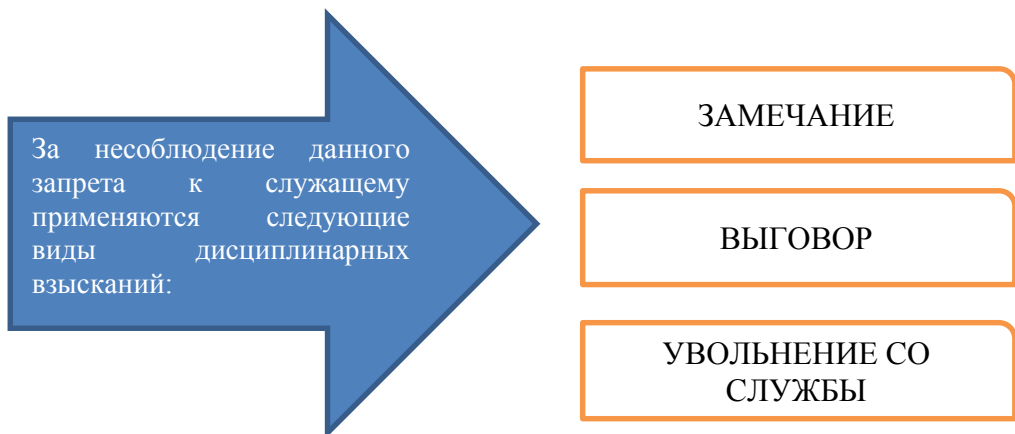 За несоблюдение данного
запрета к служащему
применяются следующие
виды дисциплинарных
взысканий:
ЗАМЕЧАНИЕ
ВЫГОВОР
УВОЛЬНЕНИЕ СО
СЛУЖБЫ